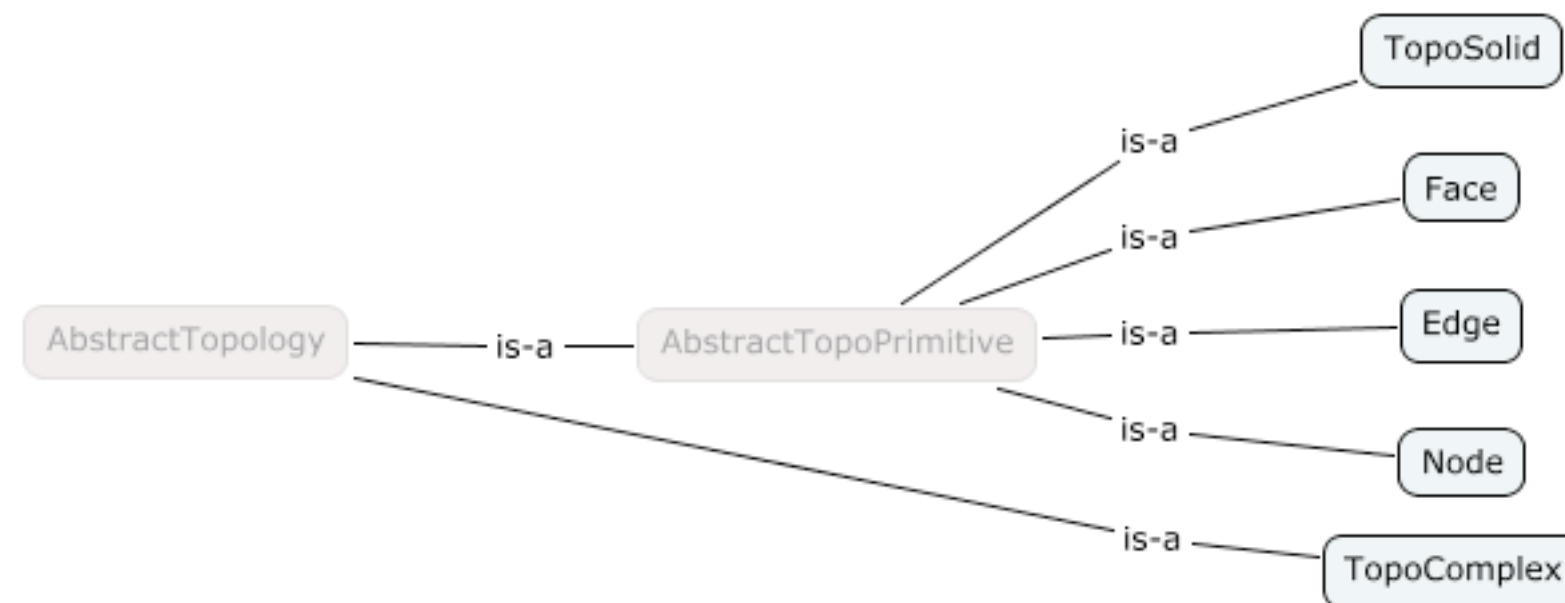 TopoSolid
is-a
Face
is-a
Edge
is-a
AbstractTopology
is-a
AbstractTopoPrimitive
is-a
Node
is-a
TopoComplex